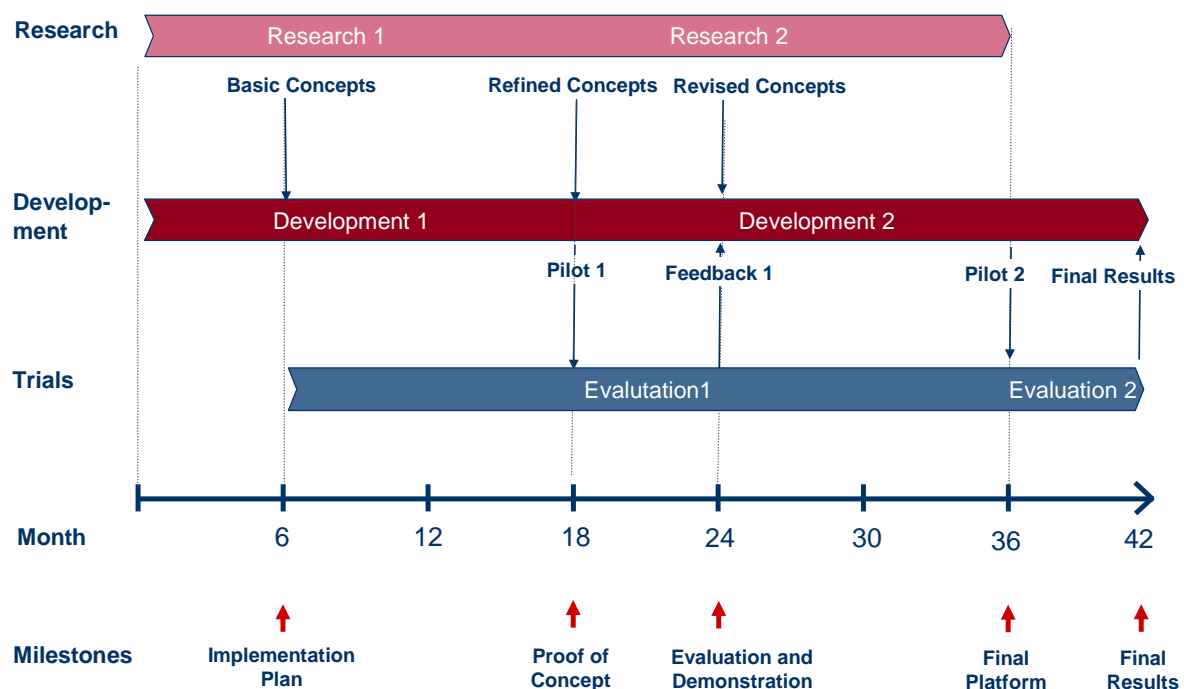 Research
Research 1
Research 2
Basic Concepts
Refined Concepts
Revised Concepts
Develop-
ment
Development 1
Development 2
Pilot 1
Feedback 1
Pilot 2
Final Results
Trials
Evalutation1
Evaluation 2
Month
6
12
18
24
30
36
42
Milestones
Implementation
Plan
Proof of
Concept
Evaluation and
Demonstration
Final
Platform
Final
Results